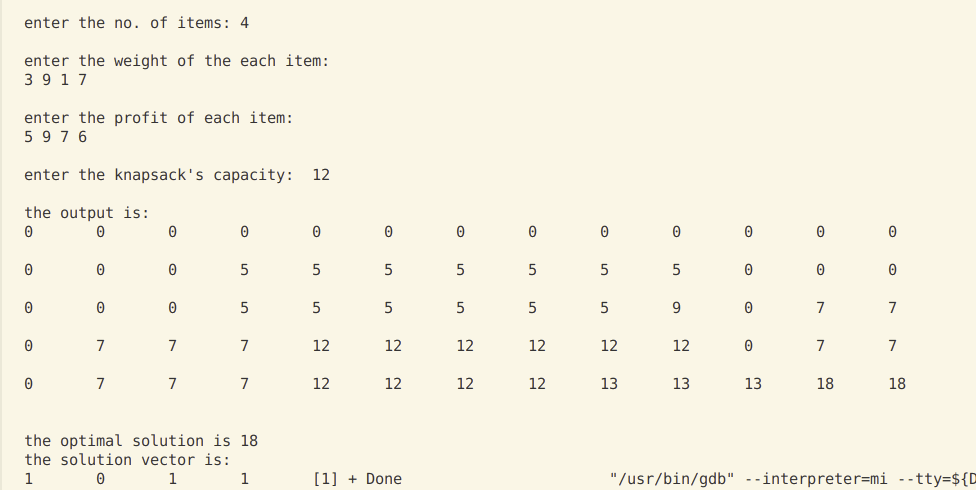 enter the no. of items: 4
enter the weight of the each item:
3 9 1 7
enter the profit of each item:
5 9 7 6
enter the knapsack's capacity:  12
the output is:
0 0 0 0 0 0 0 0 0 0 0 0 0
0 0 0 5 5 5 5 5 5 5 0 0 0
0 0 0 5 5 5 5 5 5 9 0 7 7
0 7 7 7 12 12 12 12 12 12 0 7 7
0 7 7 7 12 12 12 12 13 13 13 18 18
the optimal solution is 18
the solution vector is:
1 0 1 1 [1] + Done "/usr/bin/gdb" --interpreter=mi --tty=${D